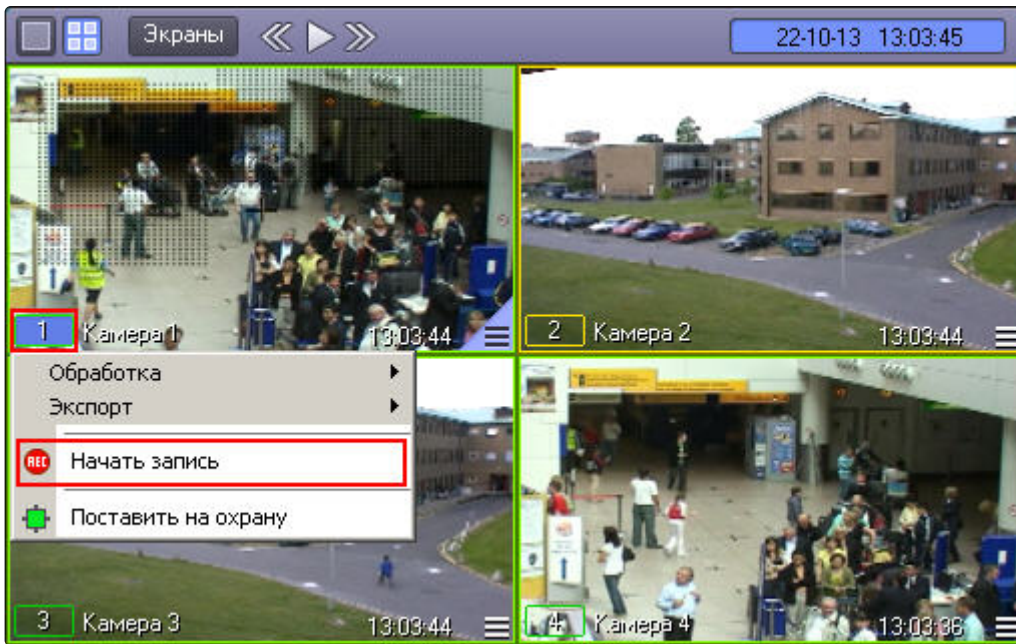 Экраны
22-10-13 13:03:45
1 Камера 1 13:03:44
2 Камера 2 13:03:44
Обработка
Экспорт
REC Начать запись
Поставить на охрану
3 Камера 3 13:03:44
4 Камера 4 13:03:36